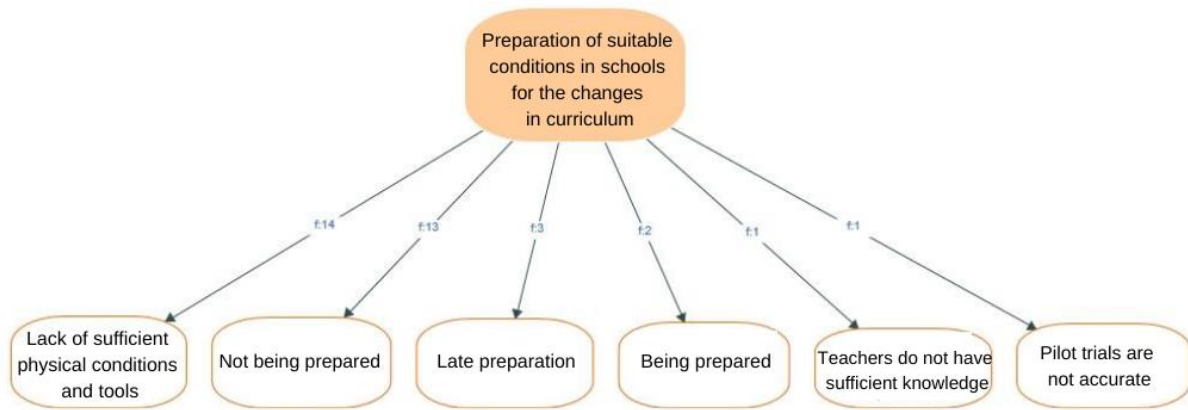 Preparation of suitable
conditions in schools
for the changes
in curriculum
f:14
f:13
f:3
f:2
f:1
f:1
Lack of sufficient
physical conditions
and tools
Not being prepared
Late preparation
Being prepared
Teachers do not have
sufficient knowledge
Pilot trials are
not accurate